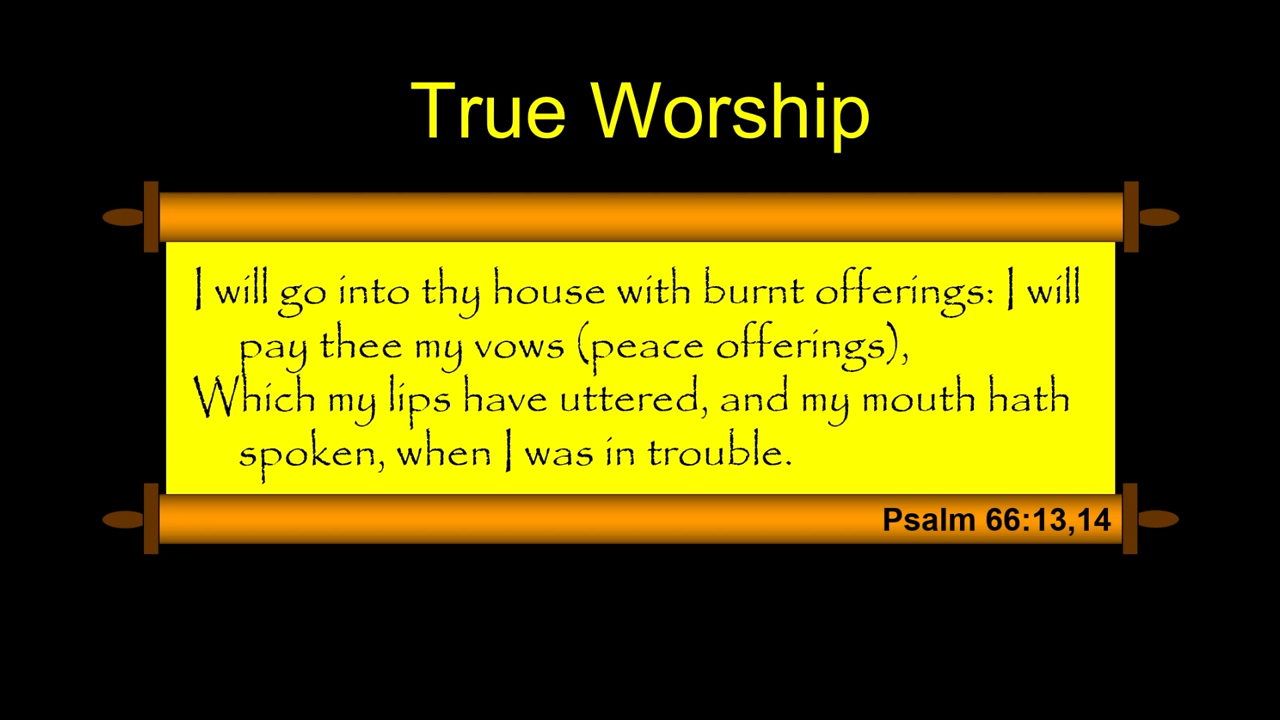 True Worship
I will go into thy house with burnt offerings: I will
pay thee my vows (peace offerings),
Which my lips have uttered, and my mouth hath
spoken, when I was in trouble.
Psalm 66:13,14